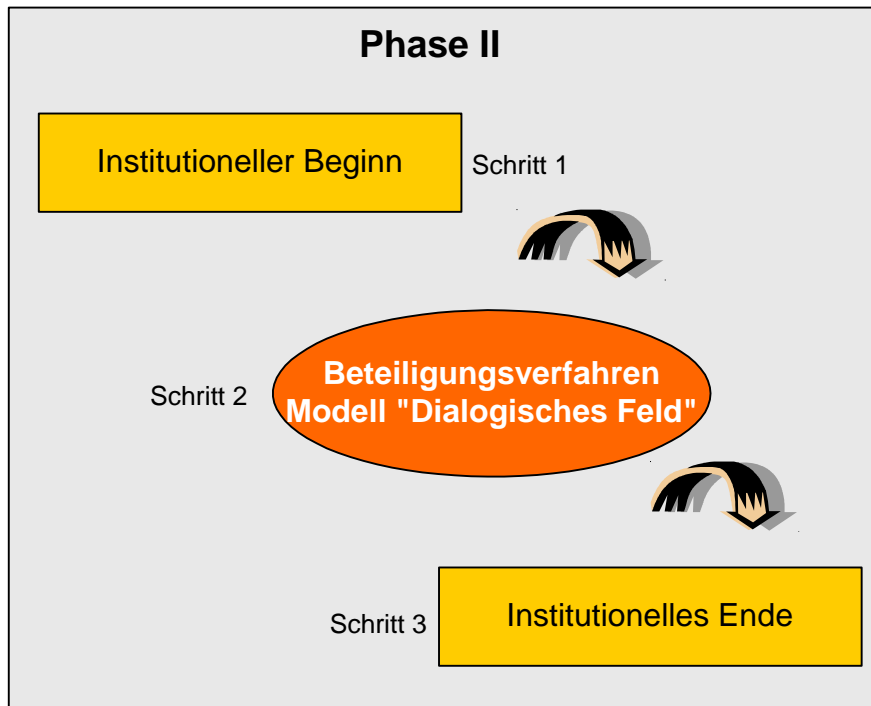 Phase II
Institutioneller Beginn
Schritt 1
Schritt 2
Beteiligungsverfahren
Modell "Dialogisches Feld"
Schritt 3
Institutionelles Ende